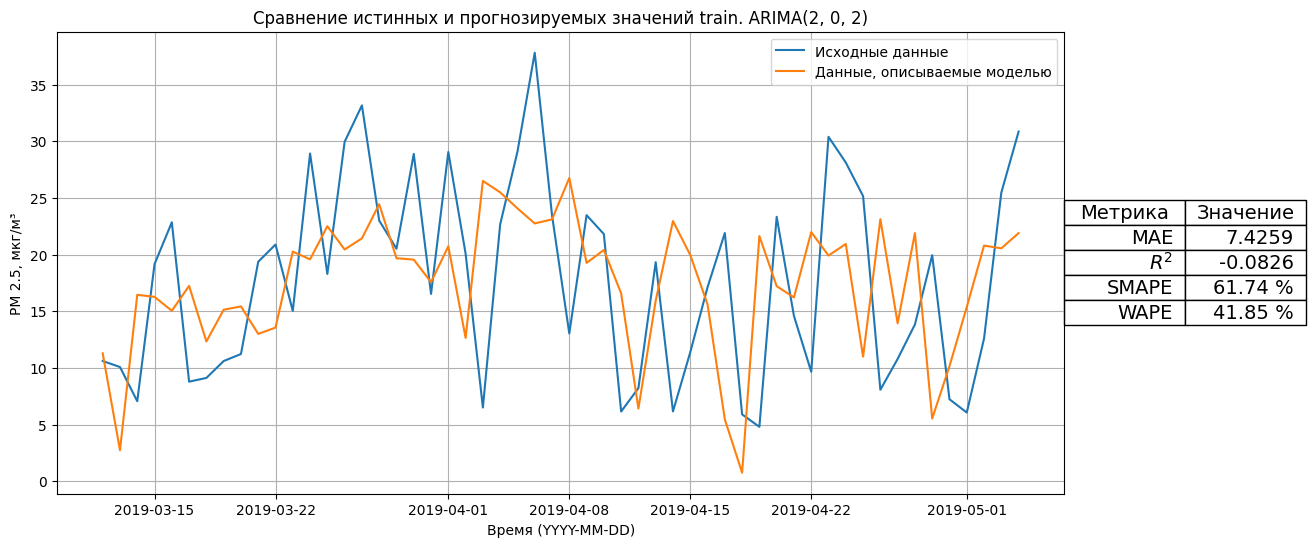 Сравнение истинных и прогнозируемых значений train. ARIMA(2, 0, 2)
Исходные данные
Данные, описываемые моделью
PM 2.5, мкг/м³
35
30
25
20
15
10
5
0
2019-03-15 2019-03-22 2019-04-01 2019-04-08 2019-04-15 2019-04-22 2019-05-01
Время (YYYY-MM-DD)
Метрика Значение
MAE 7.4259
R² -0.0826
SMAPE 61.74 %
WAPE 41.85 %